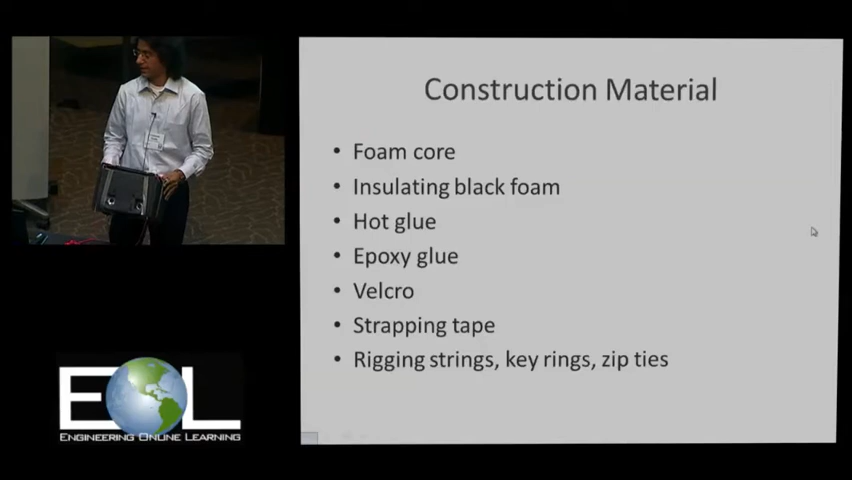 Construction Material
• Foam core
• Insulating black foam
• Hot glue
• Epoxy glue
• Velcro
• Strapping tape
• Rigging strings, key rings, zip ties
EOL
ENGINEERING ONLINE LEARNING